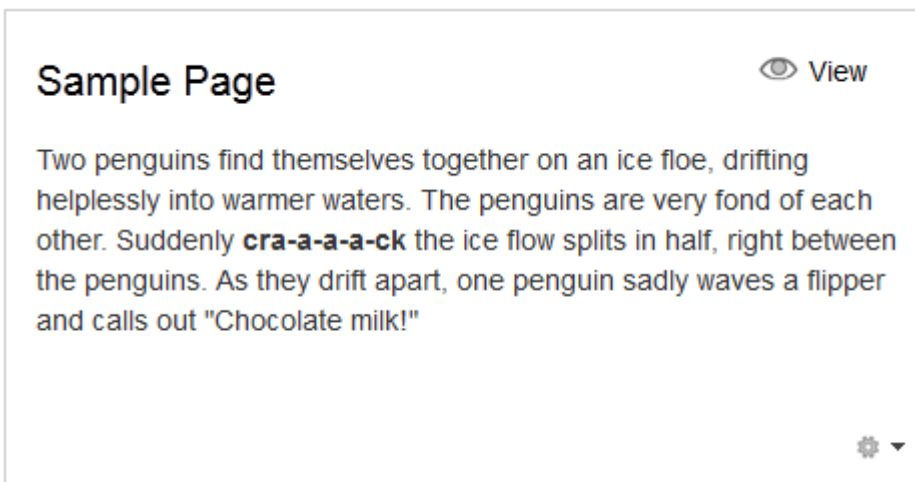 Sample Page
View
Two penguins find themselves together on an ice floe, drifting
helplessly into warmer waters. The penguins are very fond of each
other. Suddenly cra-a-a-a-ck the ice flow splits in half, right between
the penguins. As they drift apart, one penguin sadly waves a flipper
and calls out "Chocolate milk!"